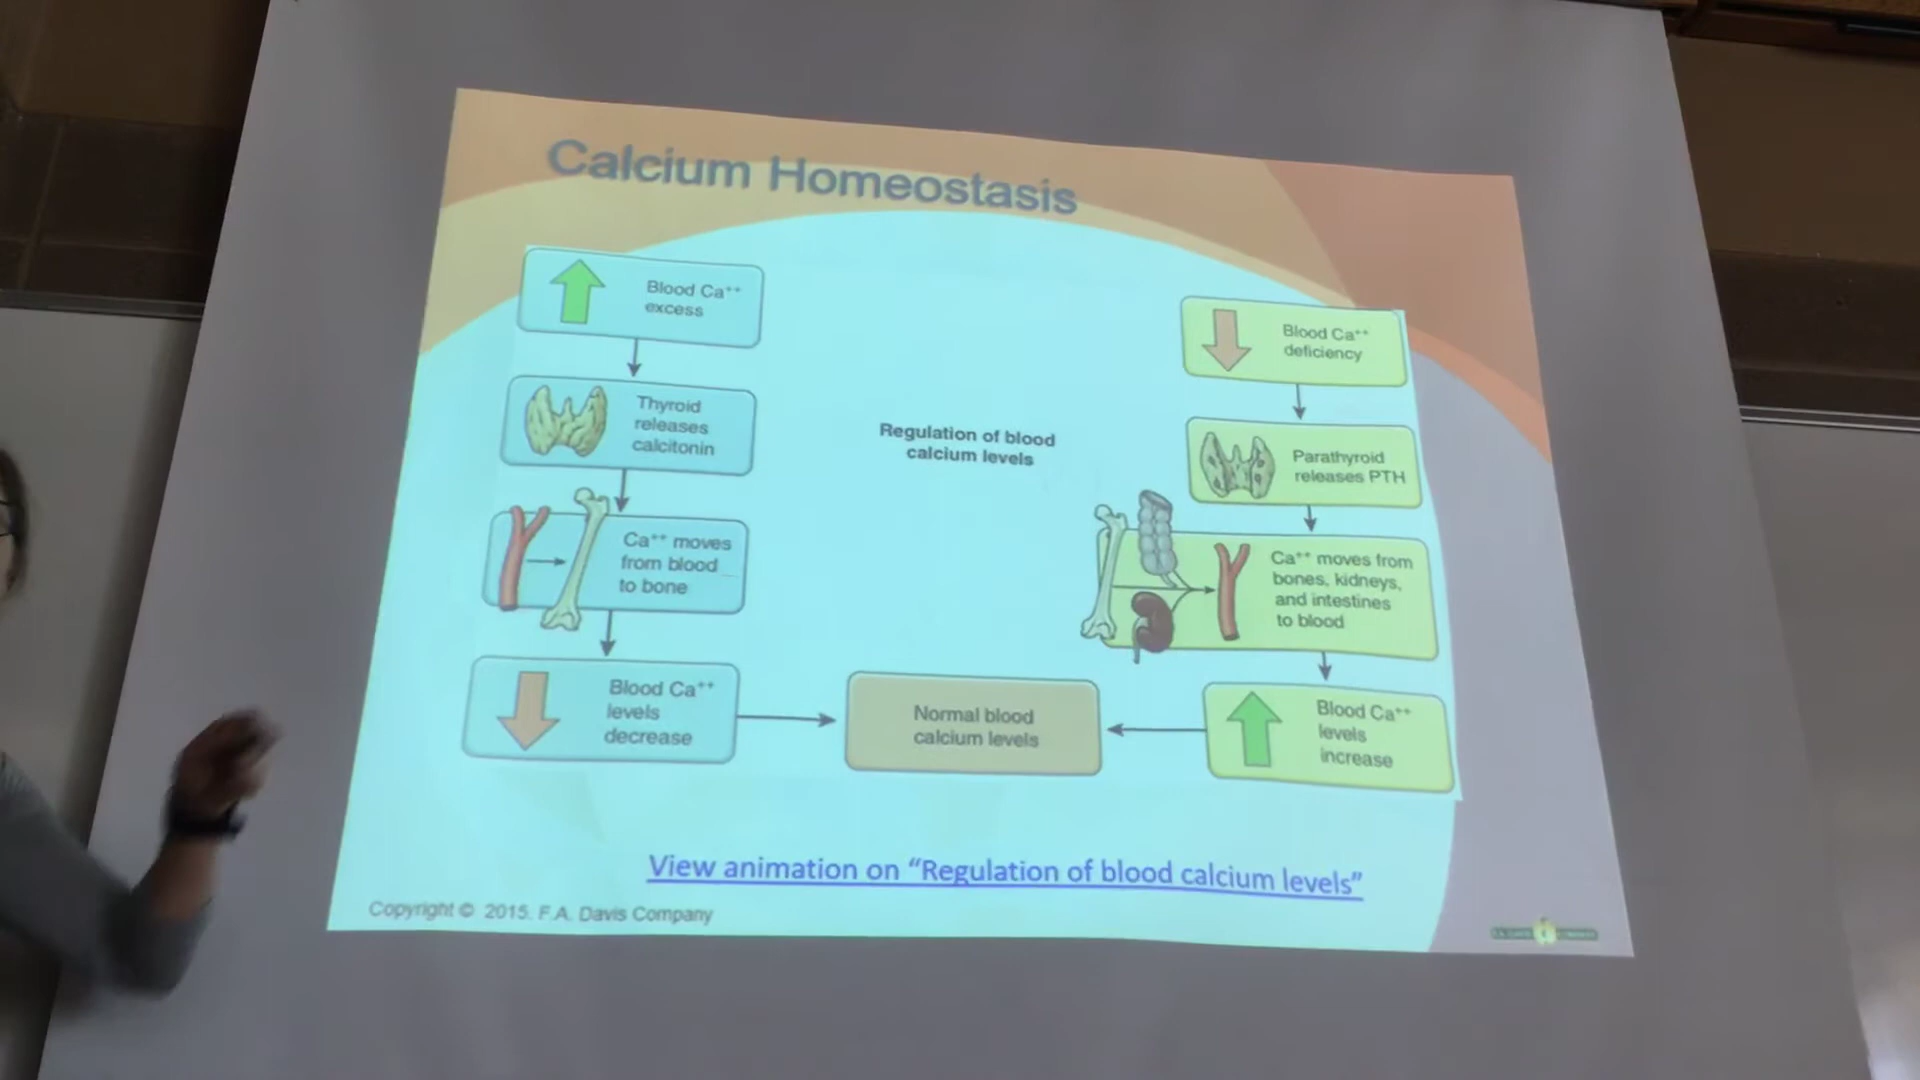 Calcium Homeostasis
Blood Ca⁺⁺
excess
Thyroid
releases
calcitonin
Ca⁺⁺ moves
from blood
to bone
Blood Ca⁺⁺
levels
decrease
Regulation of blood
calcium levels
Normal blood
calcium levels
Blood Ca⁺⁺
deficiency
Parathyroid
releases PTH
Ca⁺⁺ moves from
bones, kidneys,
and intestines
to blood
Blood Ca⁺⁺
levels
increase
View animation on “Regulation of blood calcium levels”
Copyright © 2015. F.A. Davis Company